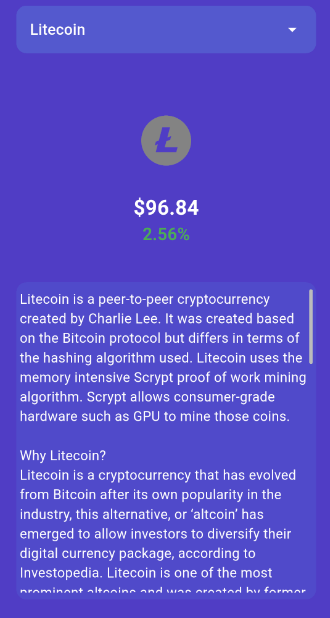 Litecoin
$96.84
2.56%
Litecoin is a peer-to-peer cryptocurrency
created by Charlie Lee. It was created based
on the Bitcoin protocol but differs in terms of
the hashing algorithm used. Litecoin uses the
memory intensive Scrypt proof of work mining
algorithm. Scrypt allows consumer-grade
hardware such as GPU to mine those coins.
Why Litecoin?
Litecoin is a cryptocurrency that has evolved
from Bitcoin after its own popularity in the
industry, this alternative, or ‘altcoin’ has
emerged to allow investors to diversify their
digital currency package, according to
Investopedia. Litecoin is one of the most
prominent altcoins and was created by former